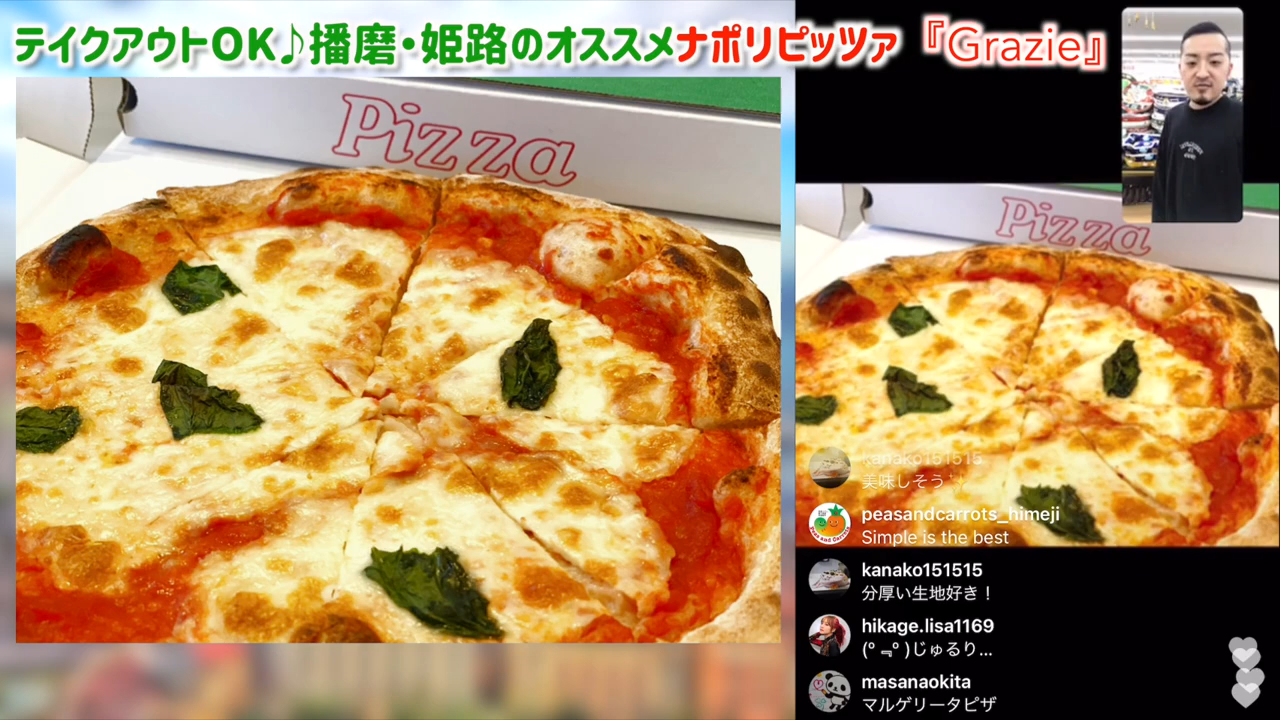 テイクアウトOK♪播磨・姫路のオススメナポリピッツァ『Grazie』
Pizza
Pizza
kanako151515
美味しそう
peasandcarrots_himeji
Simple is the best
kanako151515
分厚い生地好き！
hikage.lisa1169
(º ﹃º )じゅるり...
masanaokita
マルゲリータピザ